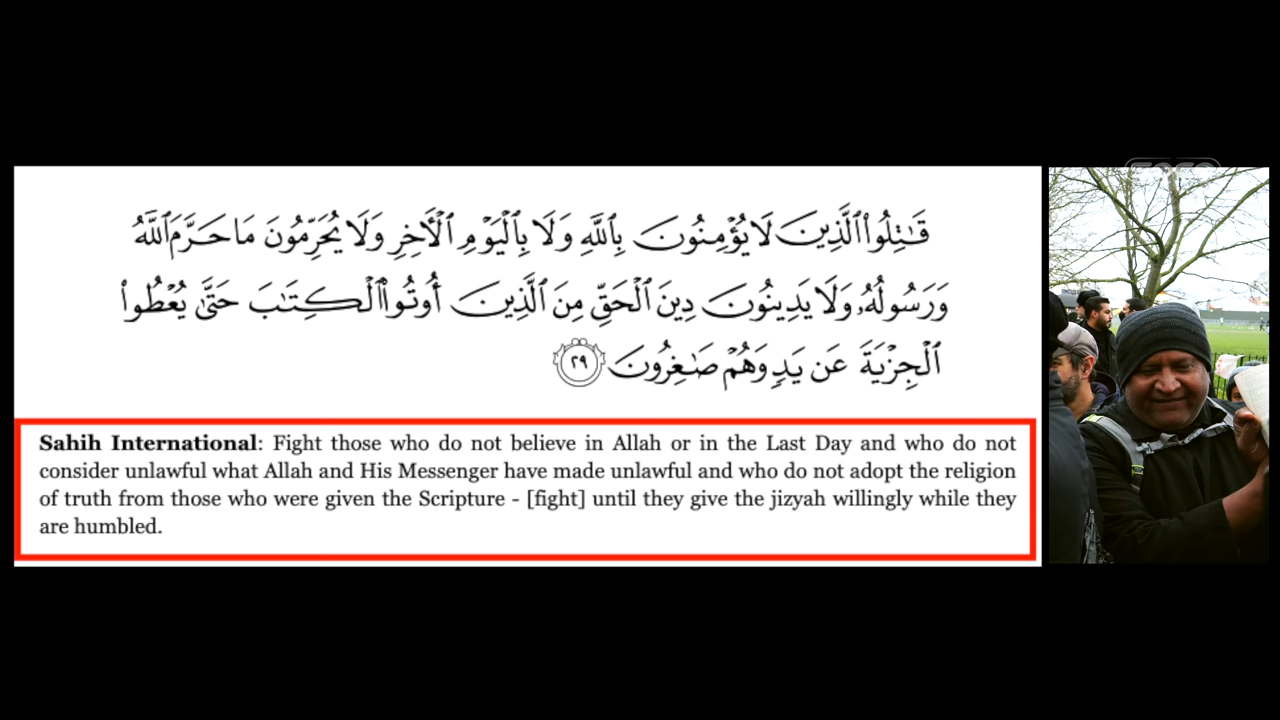 قَٰتِلُوا۟ ٱلَّذِينَ لَا يُؤْمِنُونَ بِٱللَّهِ وَلَا بِٱلْيَوْمِ ٱلْءَاخِرِ وَلَا يُحَرِّمُونَ مَا حَرَّمَ ٱللَّهُ
وَرَسُولُهُۥ وَلَا يَدِينُونَ دِينَ ٱلْحَقِّ مِنَ ٱلَّذِينَ أُوتُوا۟ ٱلْكِتَٰبَ حَتَّىٰ يُعْطُوا۟
ٱلْجِزْيَةَ عَن يَدٍ وَهُمْ صَٰغِرُونَ ٢٩
Sahih International: Fight those who do not believe in Allah or in the Last Day and who do not
consider unlawful what Allah and His Messenger have made unlawful and who do not adopt the religion
of truth from those who were given the Scripture - [fight] until they give the jizyah willingly while they
are humbled.